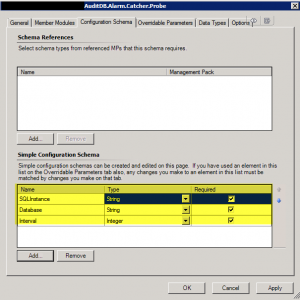 AuditDB.Alarm.Catcher.Probe
General Member Modules Configuration Schema Overridable Parameters Data Types Options
Schema References
Select schema types from referenced MPs that this schema requires.
Name Management Pack
Add... Remove
Simple Configuration Schema
Simple configuration schemas can be created and edited on this page. If you have used an element in this
list on the Overridable Parameters tab also, any changes you make to an element in this list must be
matched by changes you make on that tab.
Name Type Required
SQLInstance String
Database String
Interval Integer
Add... Remove
OK Cancel Apply